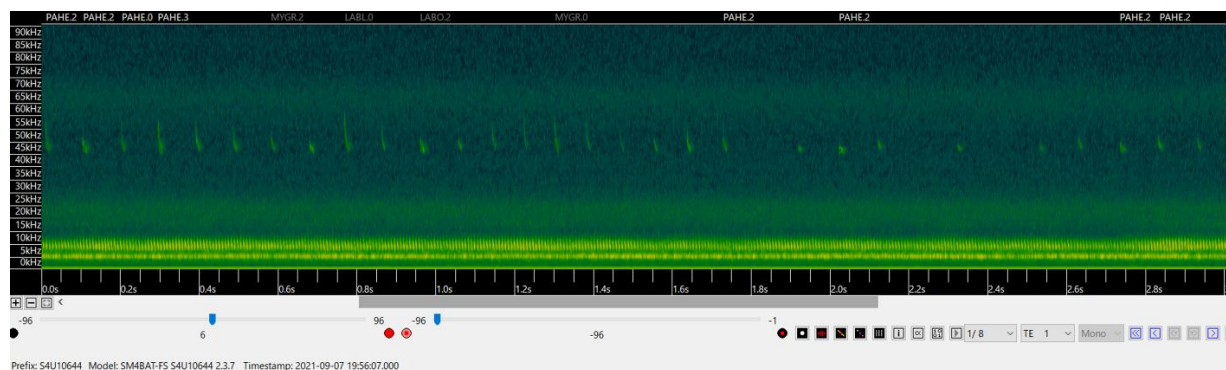 PAHE.2 PAHE.2 PAHE.0 PAHE.3 MYGR.2 LABL.0 LABO.2 MYGR.0 PAHE.2 PAHE.2 PAHE.2 PAHE.2
90kHz
85kHz
80kHz
75kHz
70kHz
65kHz
60kHz
55kHz
50kHz
45kHz
40kHz
35kHz
30kHz
25kHz
20kHz
15kHz
10kHz
5kHz
0kHz
0.0s 0.2s 0.4s 0.6s 0.8s 1.0s 1.2s 1.4s 1.6s 1.8s 2.0s 2.2s 2.4s 2.6s 2.8s
-96 96 -96 -1
6 -96
1/ 8 TE 1 Mono
Prefix: S4U10644 Model: SM4BAT-FS S4U10644 2.3.7 Timestamp: 2021-09-07 19:56:07.000